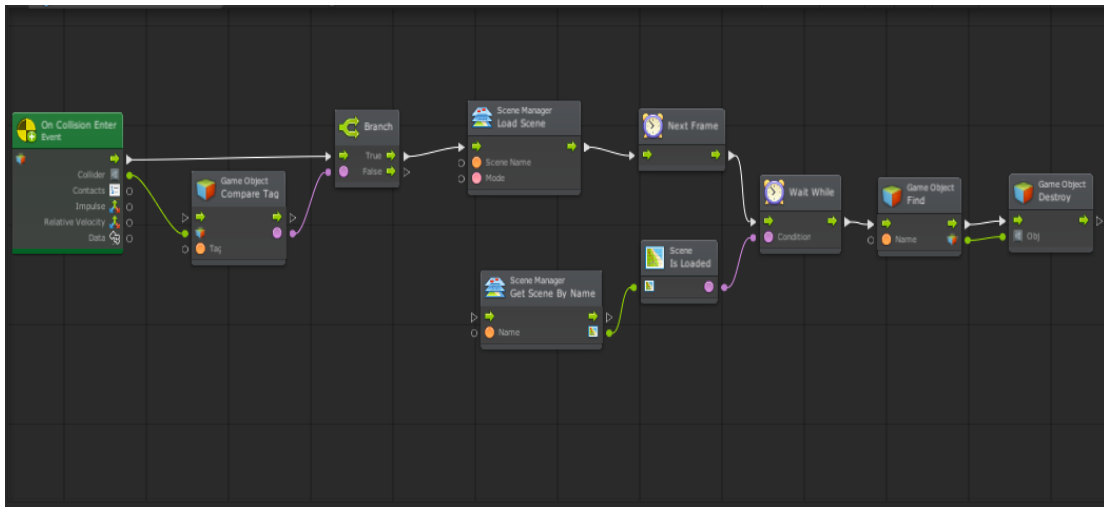 On Collision Enter
Event
Collider
Contacts
Impulse
Relative Velocity
Data
Game Object
Compare Tag
Tag
Branch
True
False
Scene Manager
Load Scene
Scene Name
Mode
Scene Manager
Get Scene By Name
Name
Next Frame
Scene
Is Loaded
Wait While
Condition
Game Object
Find
Name
Game Object
Destroy
Obj